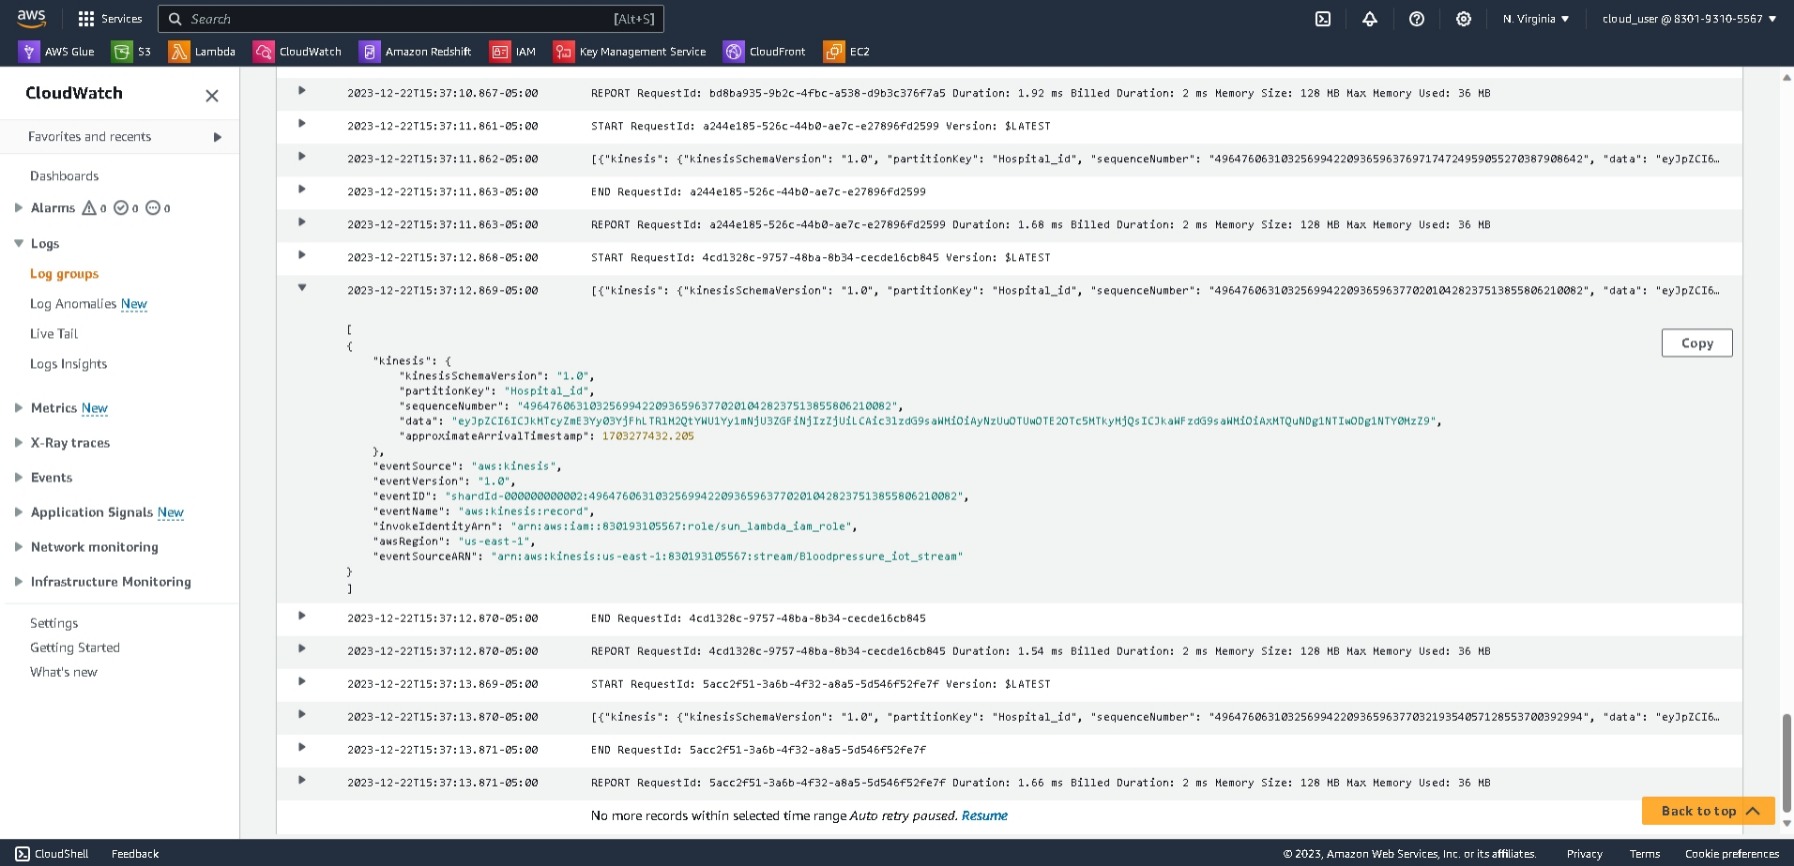 aws Services Search [Alt+S] N. Virginia cloud_user @ 8301-9310-5567
AWS Glue S3 Lambda CloudWatch Amazon Redshift IAM Key Management Service CloudFront EC2
CloudWatch
Favorites and recents
Dashboards
Alarms 0 0 0
Logs
Log groups
Log Anomalies New
Live Tail
Logs Insights
Metrics New
X-Ray traces
Events
Application Signals New
Network monitoring
Infrastructure Monitoring
Settings
Getting Started
What's new
2023-12-22T15:37:10.867-05:00 REPORT RequestId: bd8ba935-9b2c-4fbc-a538-d9b3c376f7a5 Duration: 1.92 ms Billed Duration: 2 ms Memory Size: 128 MB Max Memory Used: 36 MB
2023-12-22T15:37:11.861-05:00 START RequestId: a244e185-526c-44b0-ae7c-e27896fd2599 Version: $LATEST
2023-12-22T15:37:11.862-05:00 [{"kinesis": {"kinesisSchemaVersion": "1.0", "partitionKey": "Hospital_id", "sequenceNumber": "49647606310325699422093659637697174724959055270387908642", "data": "eyJpZCI6…
2023-12-22T15:37:11.863-05:00 END RequestId: a244e185-526c-44b0-ae7c-e27896fd2599
2023-12-22T15:37:11.863-05:00 REPORT RequestId: a244e185-526c-44b0-ae7c-e27896fd2599 Duration: 1.68 ms Billed Duration: 2 ms Memory Size: 128 MB Max Memory Used: 36 MB
2023-12-22T15:37:12.868-05:00 START RequestId: 4cd1328c-9757-48ba-8b34-cecde16cb845 Version: $LATEST
2023-12-22T15:37:12.869-05:00 [{"kinesis": {"kinesisSchemaVersion": "1.0", "partitionKey": "Hospital_id", "sequenceNumber": "49647606310325699422093659637702010428237513855806210082", "data": "eyJpZCI6…
Copy
[
{
"kinesis": {
"kinesisSchemaVersion": "1.0",
"partitionKey": "Hospital_id",
"sequenceNumber": "49647606310325699422093659637702010428237513855806210082",
"data": "eyJpZCI6ICJkMTcyZmE3Yy03YjFhLTRlM2QtYWU1Yy1mNjU3ZGFiNjIzZjUiLCAic3lzdG9saWMiOiAyNzUuOTUwOTE2OTc5MTkyMjQsICJkaWFzdG9saWMiOiAxMTQuNDg1NTIwODg1NTY0MzZ9",
"approximateArrivalTimestamp": 1703277432.205
},
"eventSource": "aws:kinesis",
"eventVersion": "1.0",
"eventID": "shardId-000000000002:49647606310325699422093659637702010428237513855806210082",
"eventName": "aws:kinesis:record",
"invokeIdentityArn": "arn:aws:iam::830193105567:role/sun_lambda_iam_role",
"awsRegion": "us-east-1",
"eventSourceARN": "arn:aws:kinesis:us-east-1:830193105567:stream/Bloodpressure_iot_stream"
}
]
2023-12-22T15:37:12.870-05:00 END RequestId: 4cd1328c-9757-48ba-8b34-cecde16cb845
2023-12-22T15:37:12.870-05:00 REPORT RequestId: 4cd1328c-9757-48ba-8b34-cecde16cb845 Duration: 1.54 ms Billed Duration: 2 ms Memory Size: 128 MB Max Memory Used: 36 MB
2023-12-22T15:37:13.869-05:00 START RequestId: 5acc2f51-3a6b-4f32-a8a5-5d546f52fe7f Version: $LATEST
2023-12-22T15:37:13.870-05:00 [{"kinesis": {"kinesisSchemaVersion": "1.0", "partitionKey": "Hospital_id", "sequenceNumber": "49647606310325699422093659637703219354057128553700392994", "data": "eyJpZCI6…
2023-12-22T15:37:13.871-05:00 END RequestId: 5acc2f51-3a6b-4f32-a8a5-5d546f52fe7f
2023-12-22T15:37:13.871-05:00 REPORT RequestId: 5acc2f51-3a6b-4f32-a8a5-5d546f52fe7f Duration: 1.66 ms Billed Duration: 2 ms Memory Size: 128 MB Max Memory Used: 36 MB
No more records within selected time range Auto retry paused. Resume
Back to top
CloudShell Feedback © 2023, Amazon Web Services, Inc. or its affiliates. Privacy Terms Cookie preferences